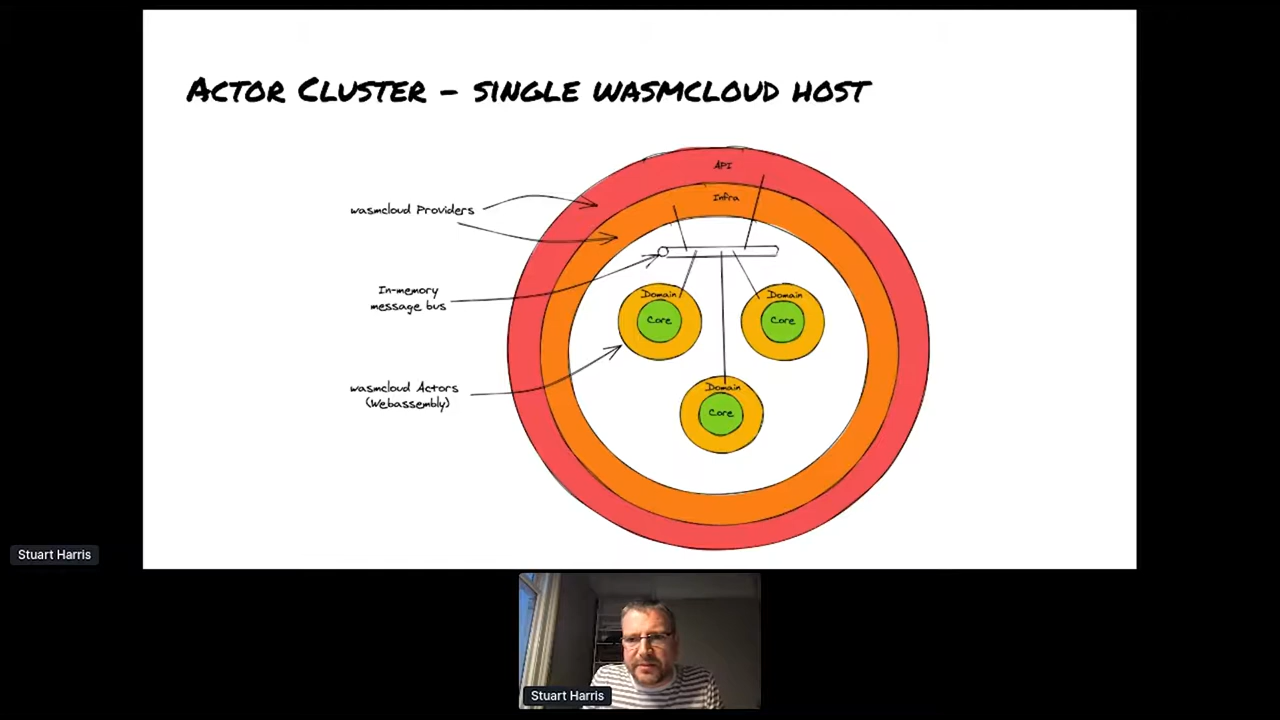 Actor Cluster - single wasmcloud host
API
Infra
wasmcloud Providers
In-memory
message bus
Domain
Core
Domain
Core
wasmcloud Actors
(Webassembly)
Domain
Core
Stuart Harris
Stuart Harris